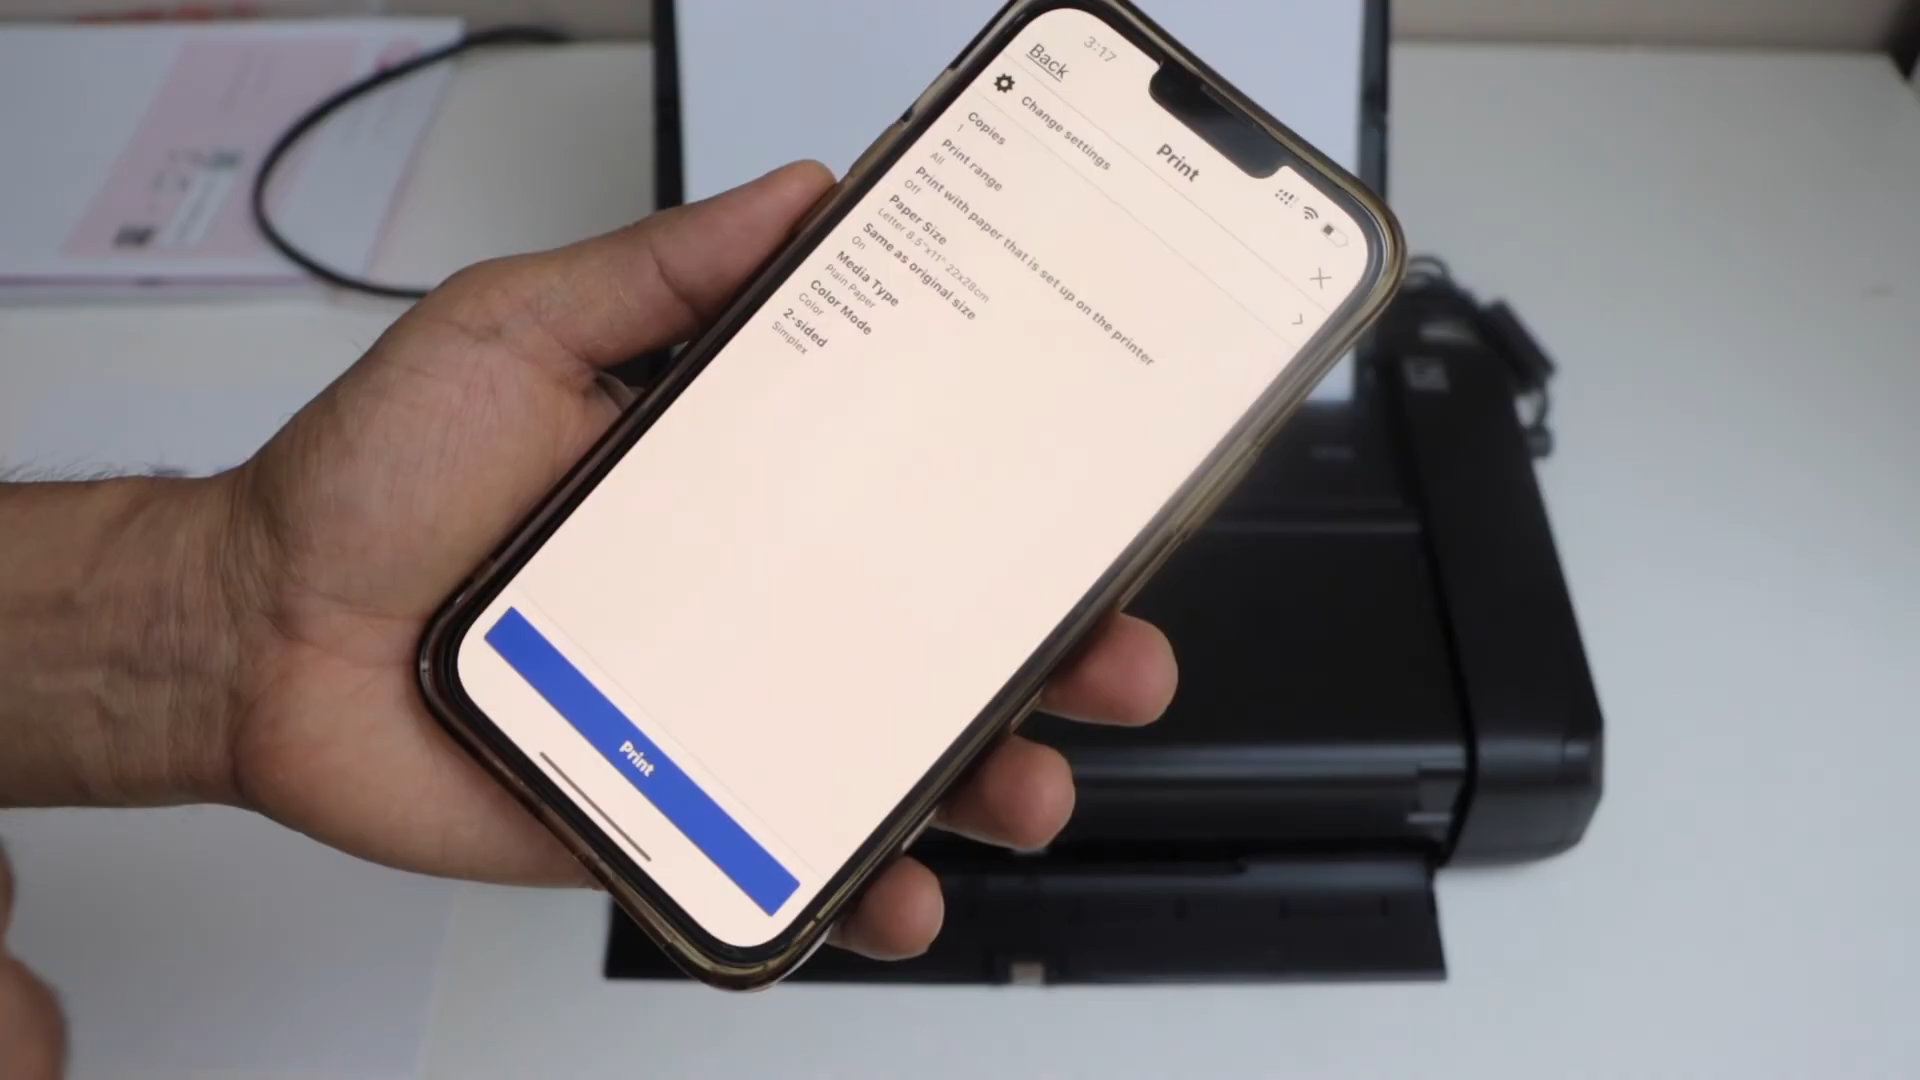 3:17
Back
Print
Change settings
Copies
1
Print range
All
Print with paper that is set up on the printer
Off
Paper Size
Letter 8.5"x11" 22x28cm
Same as original size
On
Media Type
Plain Paper
Color Mode
Color
2-sided
Simplex
Print